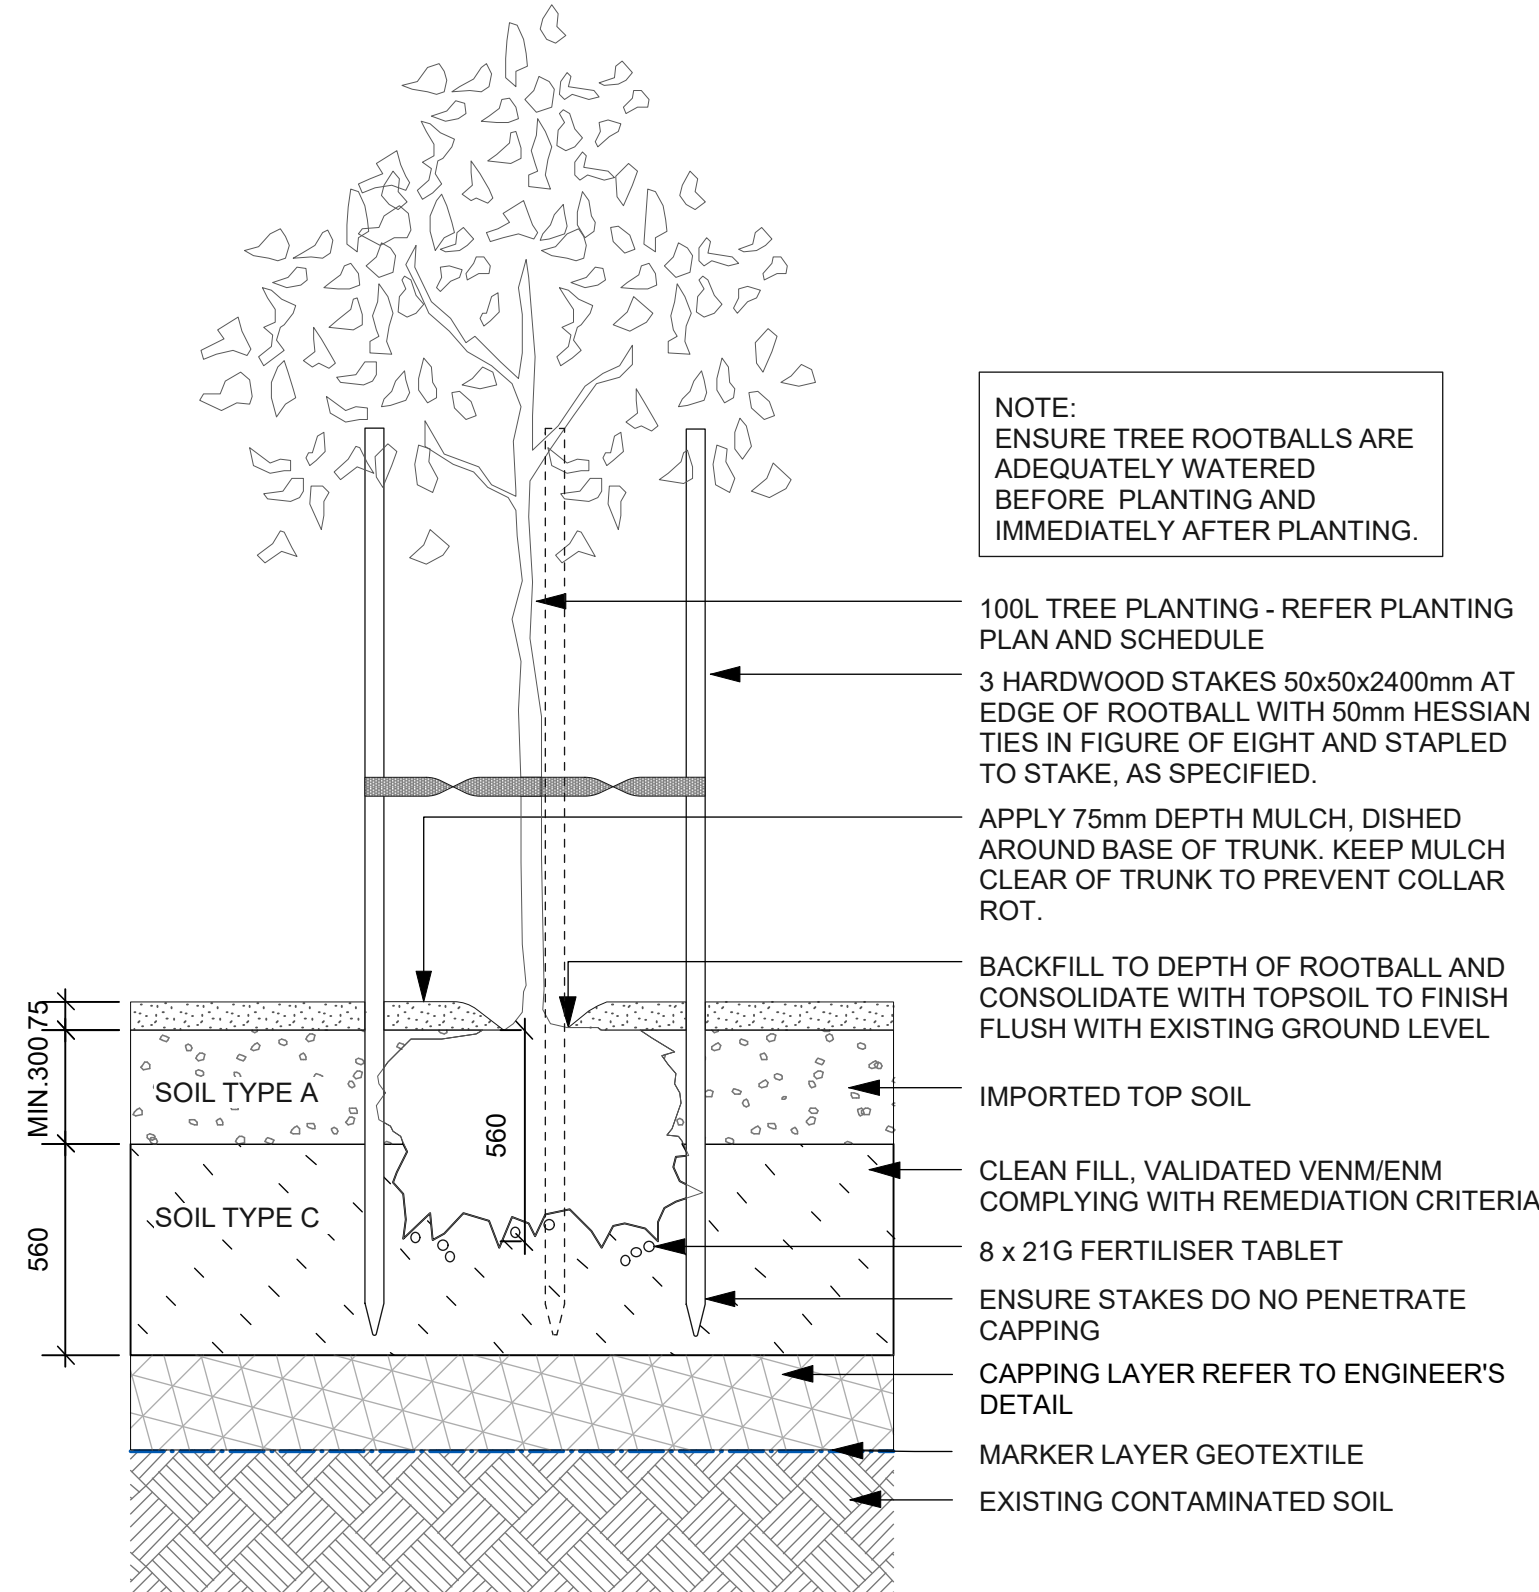 NOTE:
ENSURE TREE ROOTBALLS ARE
ADEQUATELY WATERED
BEFORE PLANTING AND
IMMEDIATELY AFTER PLANTING.
100L TREE PLANTING - REFER PLANTING
PLAN AND SCHEDULE
3 HARDWOOD STAKES 50x50x2400mm AT
EDGE OF ROOTBALL WITH 50mm HESSIAN
TIES IN FIGURE OF EIGHT AND STAPLED
TO STAKE, AS SPECIFIED.
APPLY 75mm DEPTH MULCH, DISHED
AROUND BASE OF TRUNK. KEEP MULCH
CLEAR OF TRUNK TO PREVENT COLLAR
ROT.
BACKFILL TO DEPTH OF ROOTBALL AND
CONSOLIDATE WITH TOPSOIL TO FINISH
FLUSH WITH EXISTING GROUND LEVEL
IMPORTED TOP SOIL
CLEAN FILL, VALIDATED VENM/ENM
COMPLYING WITH REMEDIATION CRITERIA
8 x 21G FERTILISER TABLET
ENSURE STAKES DO NO PENETRATE
CAPPING
CAPPING LAYER REFER TO ENGINEER'S
DETAIL
MARKER LAYER GEOTEXTILE
EXISTING CONTAMINATED SOIL
75
MIN.300
560
SOIL TYPE A
SOIL TYPE C
560